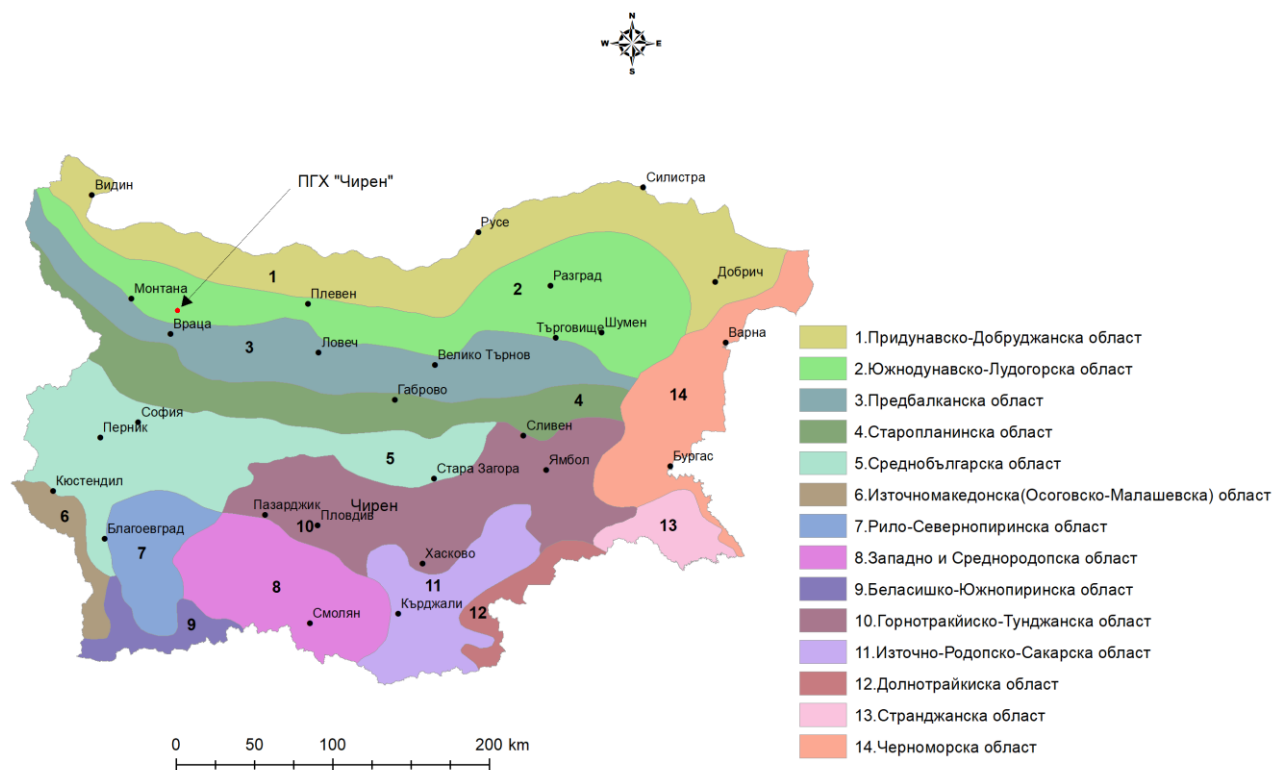 N
W E
S
ПГХ "Чирен"
Видин
Силистра
Русе
Разград
Добрич
1
2
Монтана
Плевен
Враца
Ловеч
Търговище
Шумен
Варна
3
Велико Търнов
Габрово
4
14
София
Перник
Сливен
5
Стара Загора
Ямбол
Бургас
Кюстендил
6
Пазарджик
Чирен
10
Пловдив
13
Благоевград
7
Хасково
8
11
Смолян
Кърджали
12
9
1.Придунавско-Добруджанска област
2.Южнодунавско-Лудогорска област
3.Предбалканска област
4.Старопланинска област
5.Среднобългарска област
6.Източномакедонска(Осоговско-Малашевска) област
7.Рило-Севернопиринска област
8.Западно и Среднородопска област
9.Беласишко-Южнопиринска област
10.Горнотракйиско-Тунджанска област
11.Източно-Родопско-Сакарска област
12.Долнотрайкиска област
13.Странджанска област
14.Черноморска област
0 50 100 200 km